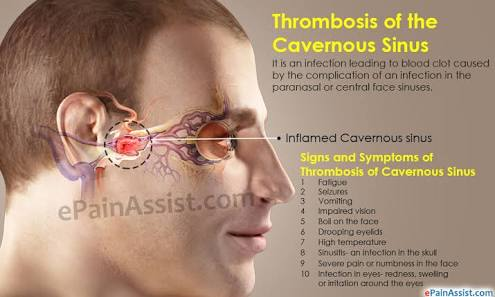 Thrombosis of the
Cavernous Sinus
It is an infection leading to blood clot caused
by the complication of an infection in the
paranasal or central face sinuses.
Inflamed Cavernous sinus
Signs and Symptoms of
Thrombosis of Cavernous Sinus
1 Fatigue
2 Seizures
3 Vomiting
4 Impaired vision
5 Boil on the face
6 Drooping eyelids
7 High temperature
8 Sinusitis- an infection in the skull
9 Severe pain or numbness in the face
10 Infection in eyes- redness, swelling
or irritation around the eyes
ePainAssist.com
ePainAssist.com